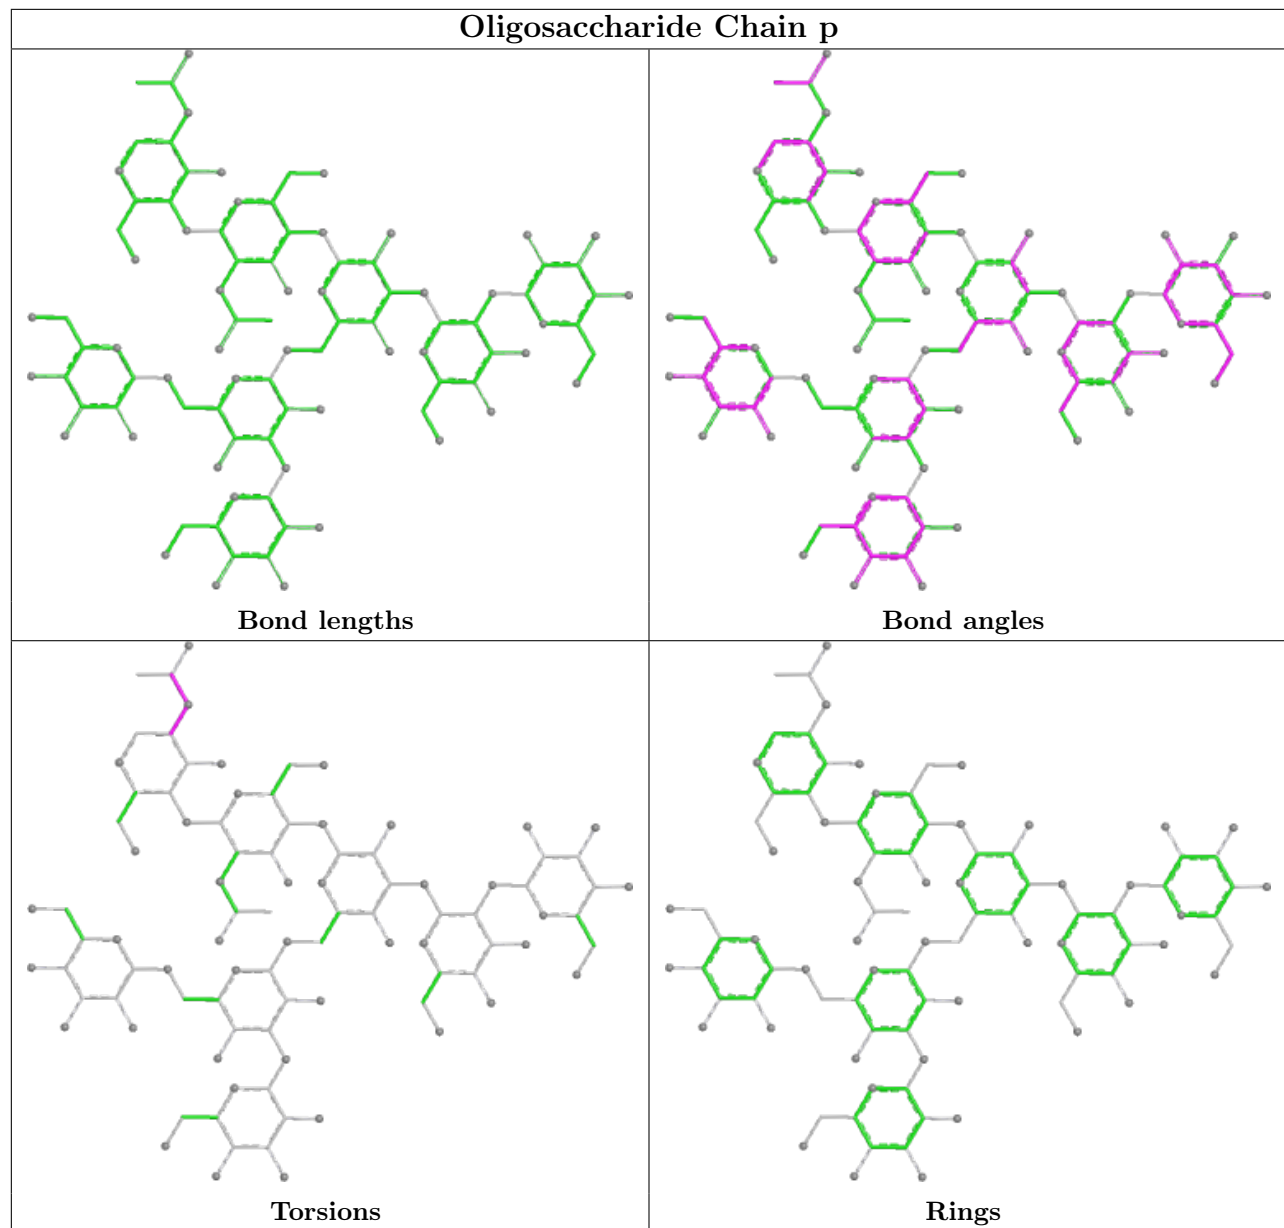 Oligosaccharide Chain p
Bond lengths
Bond angles
Torsions
Rings